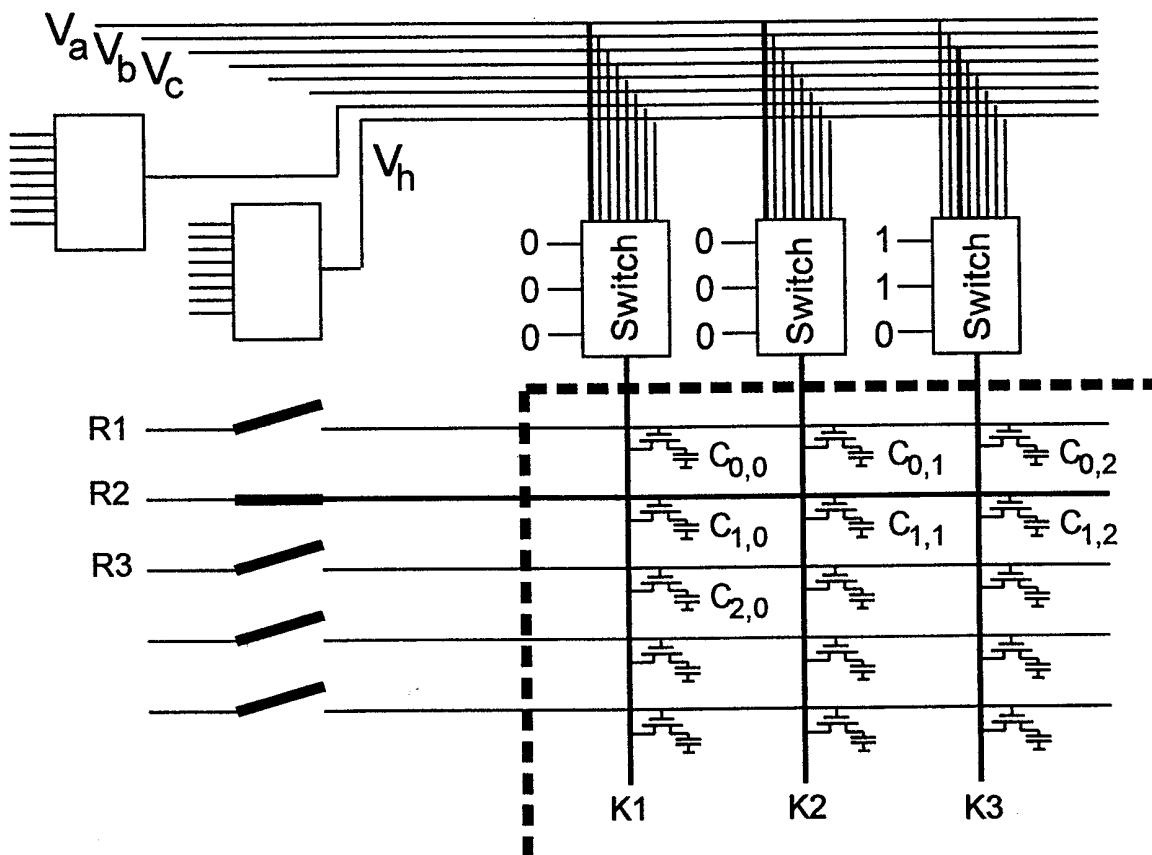 Va Vb Vc
Vh
0 0 1
Switch Switch Switch
0 0 1
0 0 0
R1
C0,0 C0,1 C0,2
R2
C1,0 C1,1 C1,2
R3
C2,0
K1 K2 K3